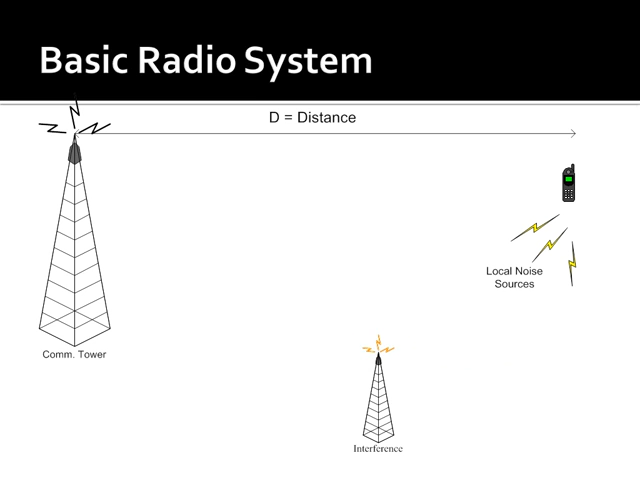 Basic Radio System
D = Distance
Local Noise
Sources
Comm. Tower
Interference